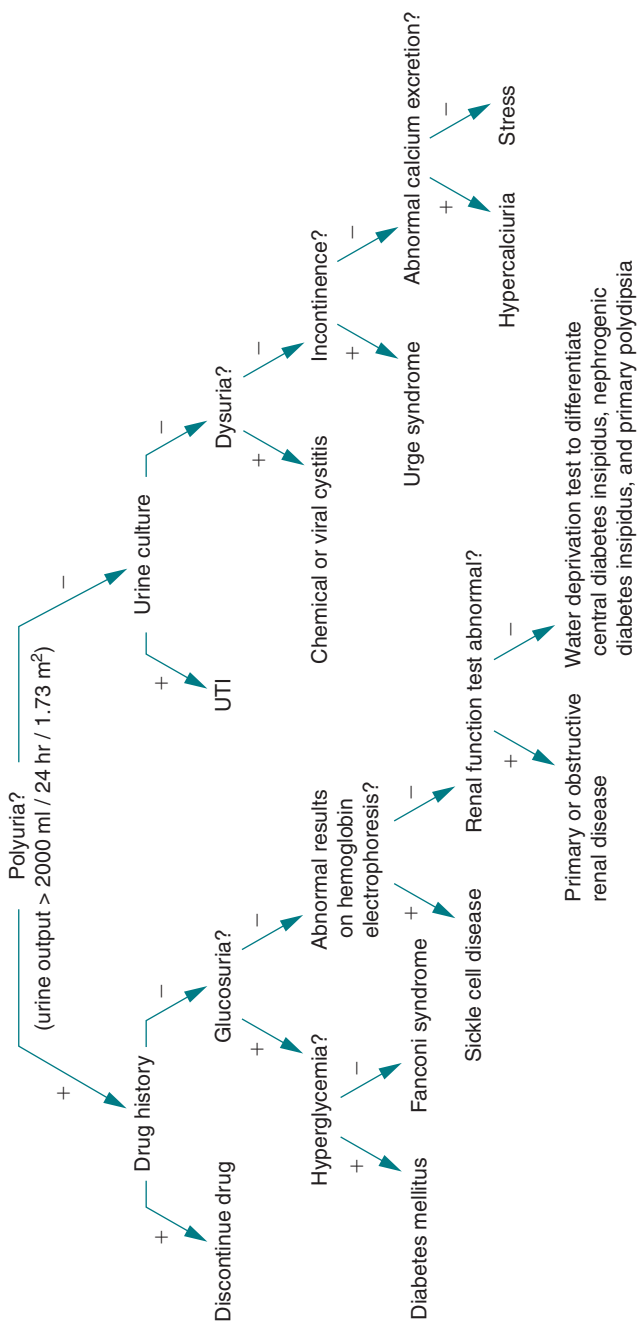 Polyuria?
(urine output > 2000 ml / 24 hr / 1.73 m²)
+
−
Drug history
Urine culture
+
−
+
−
Discontinue drug
Glucosuria?
UTI
Dysuria?
+
−
+
−
Hyperglycemia?
Abnormal results
on hemoglobin
electrophoresis?
Chemical or viral cystitis
Incontinence?
+
−
+
−
+
−
Diabetes mellitus
Fanconi syndrome
Sickle cell disease
Renal function test abnormal?
Urge syndrome
Abnormal calcium excretion?
+
−
+
−
Primary or obstructive
renal disease
Water deprivation test to differentiate
central diabetes insipidus, nephrogenic
diabetes insipidus, and primary polydipsia
Hypercalciuria
Stress